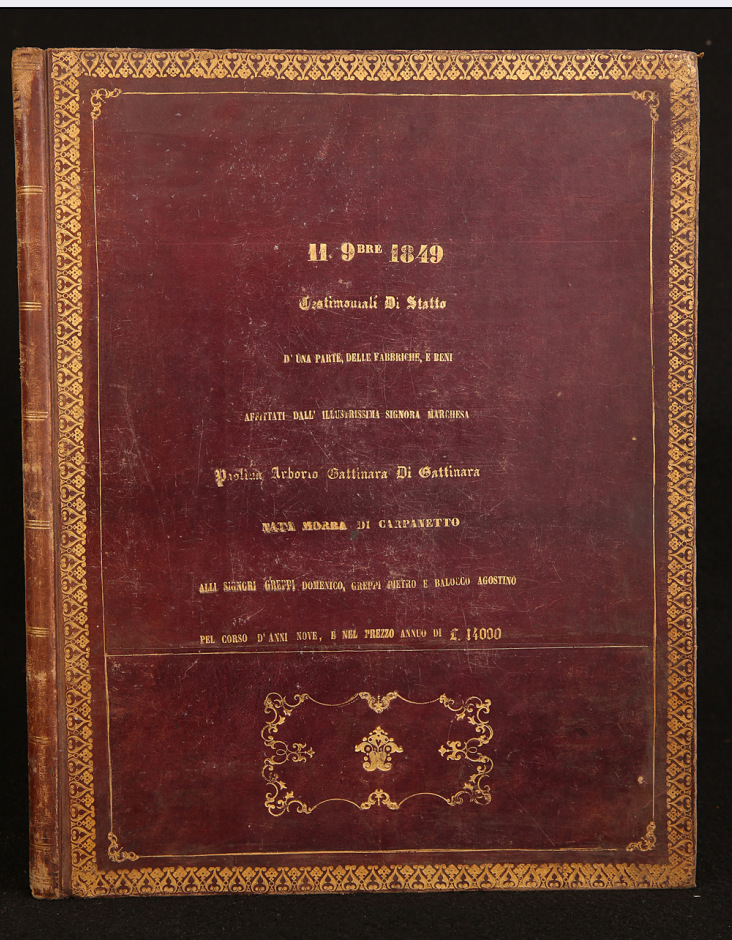 11. 9BRE 1849
Testimoniali Di Statto
D' UNA PARTE, DELLE FABBRICHE, E BENI
AFFITTATI DALL' ILLUSTRISSIMA SIGNORA MARCHESA
Paolina Arborio Gattinara Di Gattinara
NATA MORRA DI CARPANETTO
ALLI SIGNORI GREPPI DOMENICO, GREPPI PIETRO E BALOCCO AGOSTINO
PEL CORSO D'ANNI NOVE, E NEL PREZZO ANNUO DI £. 14000